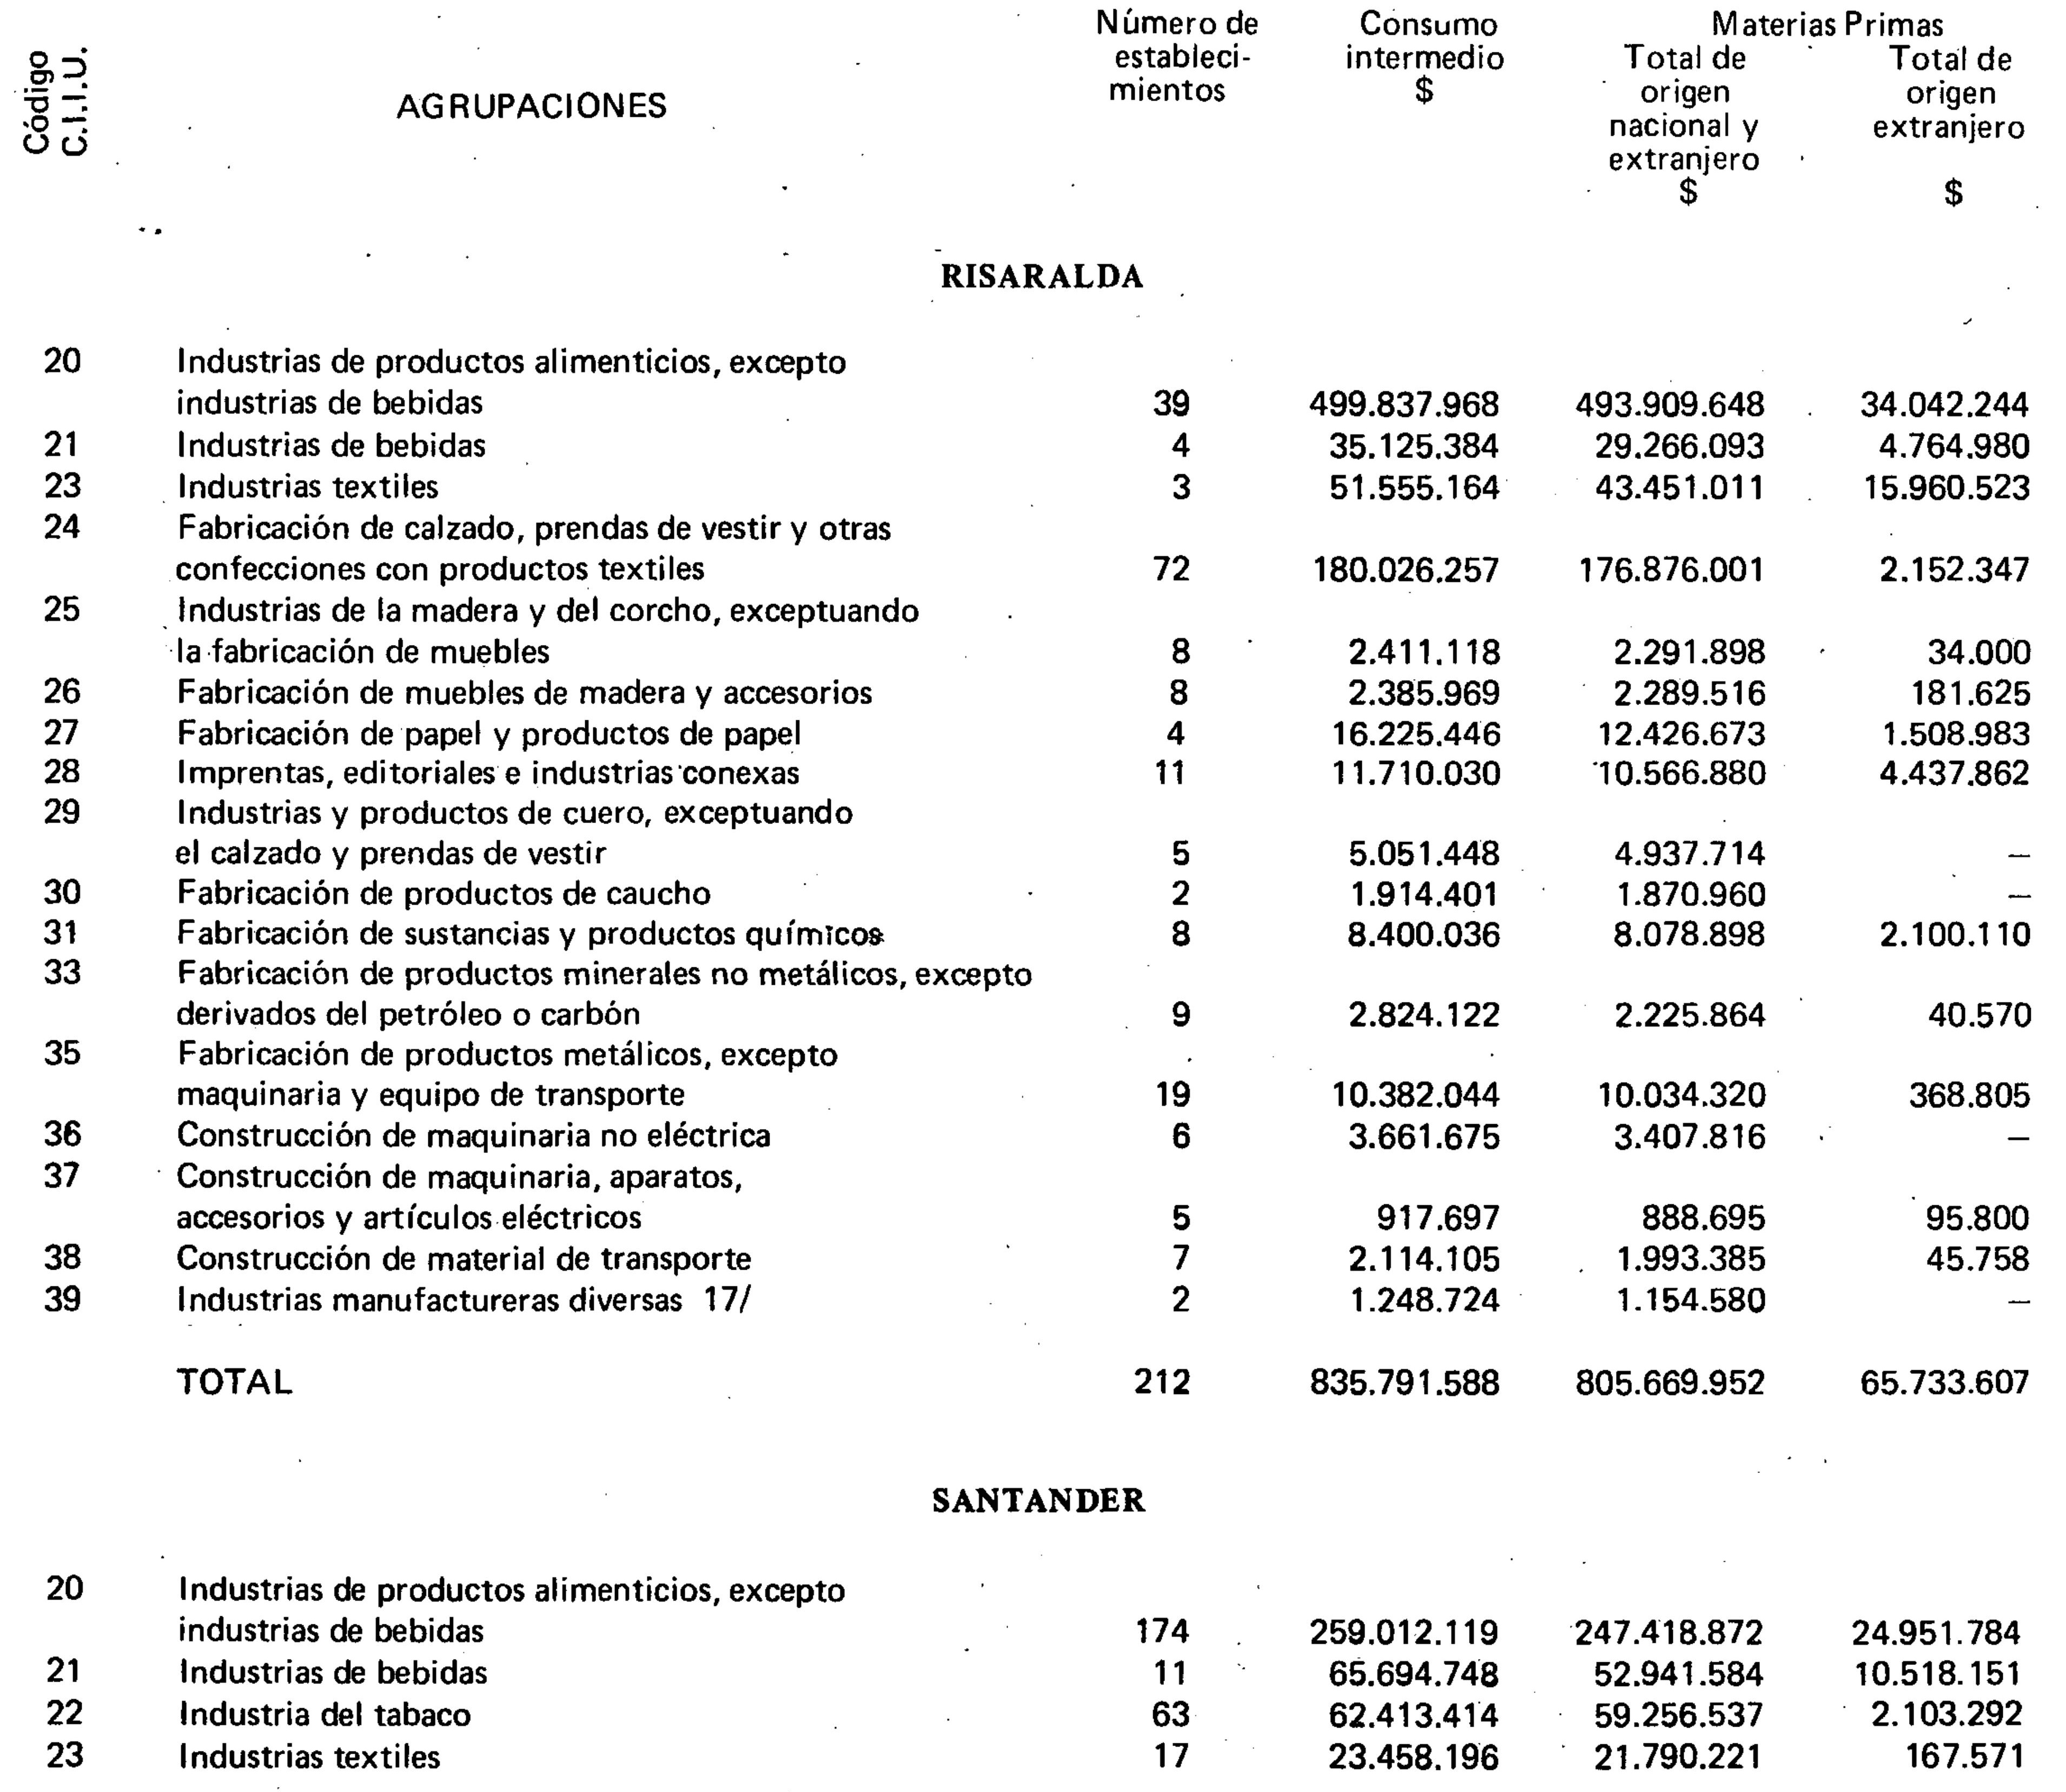 Código
C.I.I.U.
AGRUPACIONES
Número de
estableci-
mientos
Consumo
intermedio
$
Materias Primas
Total de
origen
nacional y
extranjero
$
Total de
origen
extranjero
$
RISARALDA
20 Industrias de productos alimenticios, excepto
industrias de bebidas 39 499.837.968 493.909.648 34.042.244
21 Industrias de bebidas 4 35.125.384 29.266.093 4.764.980
23 Industrias textiles 3 51.555.164 43.451.011 15.960.523
24 Fabricación de calzado, prendas de vestir y otras
confecciones con productos textiles 72 180.026.257 176.876.001 2.152.347
25 Industrias de la madera y del corcho, exceptuando
la fabricación de muebles 8 2.411.118 2.291.898 34.000
26 Fabricación de muebles de madera y accesorios 8 2.385.969 2.289.516 181.625
27 Fabricación de papel y productos de papel 4 16.225.446 12.426.673 1.508.983
28 Imprentas, editoriales e industrias conexas 11 11.710.030 10.566.880 4.437.862
29 Industrias y productos de cuero, exceptuando
el calzado y prendas de vestir 5 5.051.448 4.937.714 —
30 Fabricación de productos de caucho 2 1.914.401 1.870.960 —
31 Fabricación de sustancias y productos químicos 8 8.400.036 8.078.898 2.100.110
33 Fabricación de productos minerales no metálicos, excepto
derivados del petróleo o carbón 9 2.824.122 2.225.864 40.570
35 Fabricación de productos metálicos, excepto
maquinaria y equipo de transporte 19 10.382.044 10.034.320 368.805
36 Construcción de maquinaria no eléctrica 6 3.661.675 3.407.816 —
37 Construcción de maquinaria, aparatos,
accesorios y artículos eléctricos 5 917.697 888.695 95.800
38 Construcción de material de transporte 7 2.114.105 1.993.385 45.758
39 Industrias manufactureras diversas 17/ 2 1.248.724 1.154.580 —
TOTAL 212 835.791.588 805.669.952 65.733.607
SANTANDER
20 Industrias de productos alimenticios, excepto
industrias de bebidas 174 259.012.119 247.418.872 24.951.784
21 Industrias de bebidas 11 65.694.748 52.941.584 10.518.151
22 Industria del tabaco 63 62.413.414 59.256.537 2.103.292
23 Industrias textiles 17 23.458.196 21.790.221 167.571